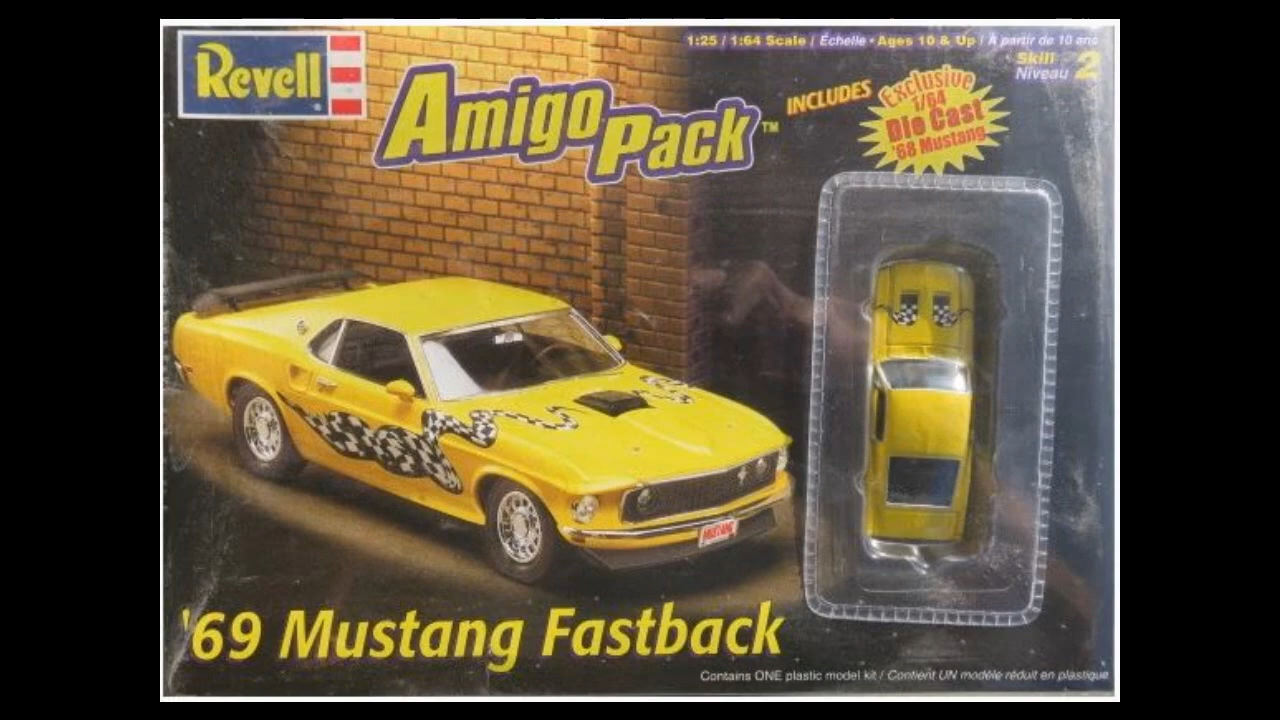 Revell
1:25 / 1:64 Scale / Échelle • Ages 10 & Up / À partir de 10 ans
Skill
Niveau 2
Amigo Pack™
INCLUDES
Exclusive
1/64
Die Cast
'68 Mustang
MUSTANG
'69 Mustang Fastback
Contains ONE plastic model kit / Contient UN modèle réduit en plastique